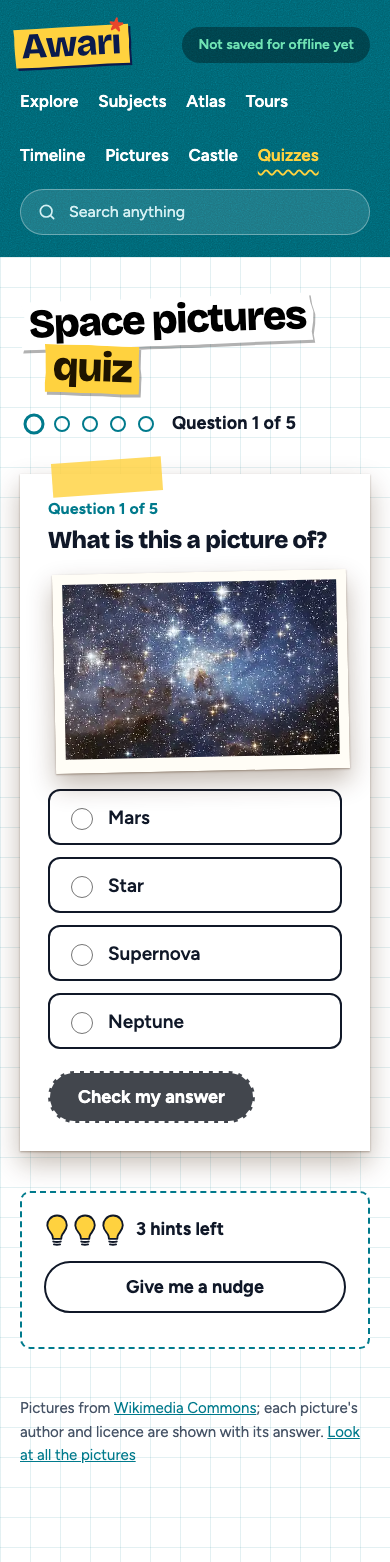 Awari
Not saved for offline yet
Explore Subjects Atlas Tours
Timeline Pictures Castle Quizzes
Search anything
Space pictures
quiz
Question 1 of 5
Question 1 of 5
What is this a picture of?
Mars
Star
Supernova
Neptune
Check my answer
3 hints left
Give me a nudge
Pictures from Wikimedia Commons; each picture's
author and licence are shown with its answer. Look
at all the pictures